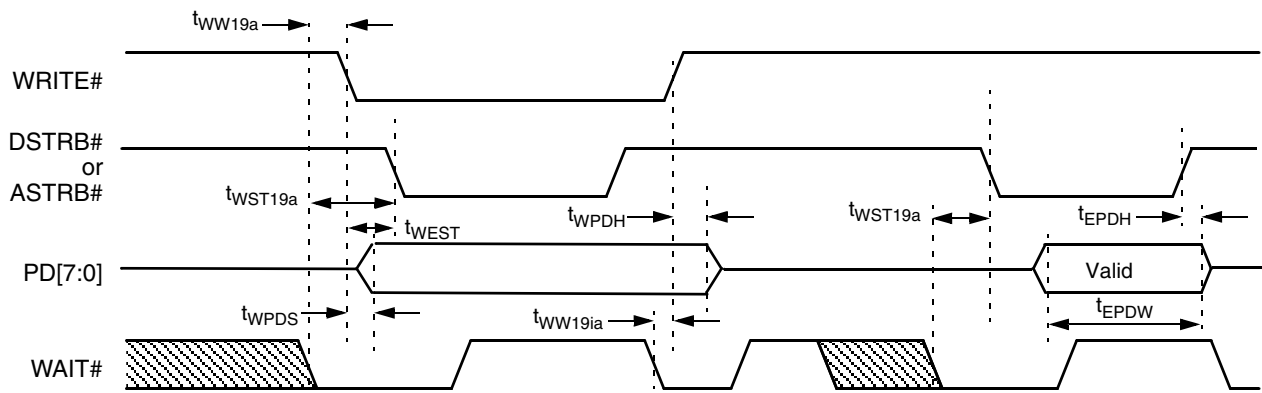 tWW19a
WRITE#
DSTRB#
or
ASTRB#
tWST19a
tWEST
tWPDH
tWST19a
tEPDH
PD[7:0]
Valid
tWPDS
tWW19ia
tEPDW
WAIT#